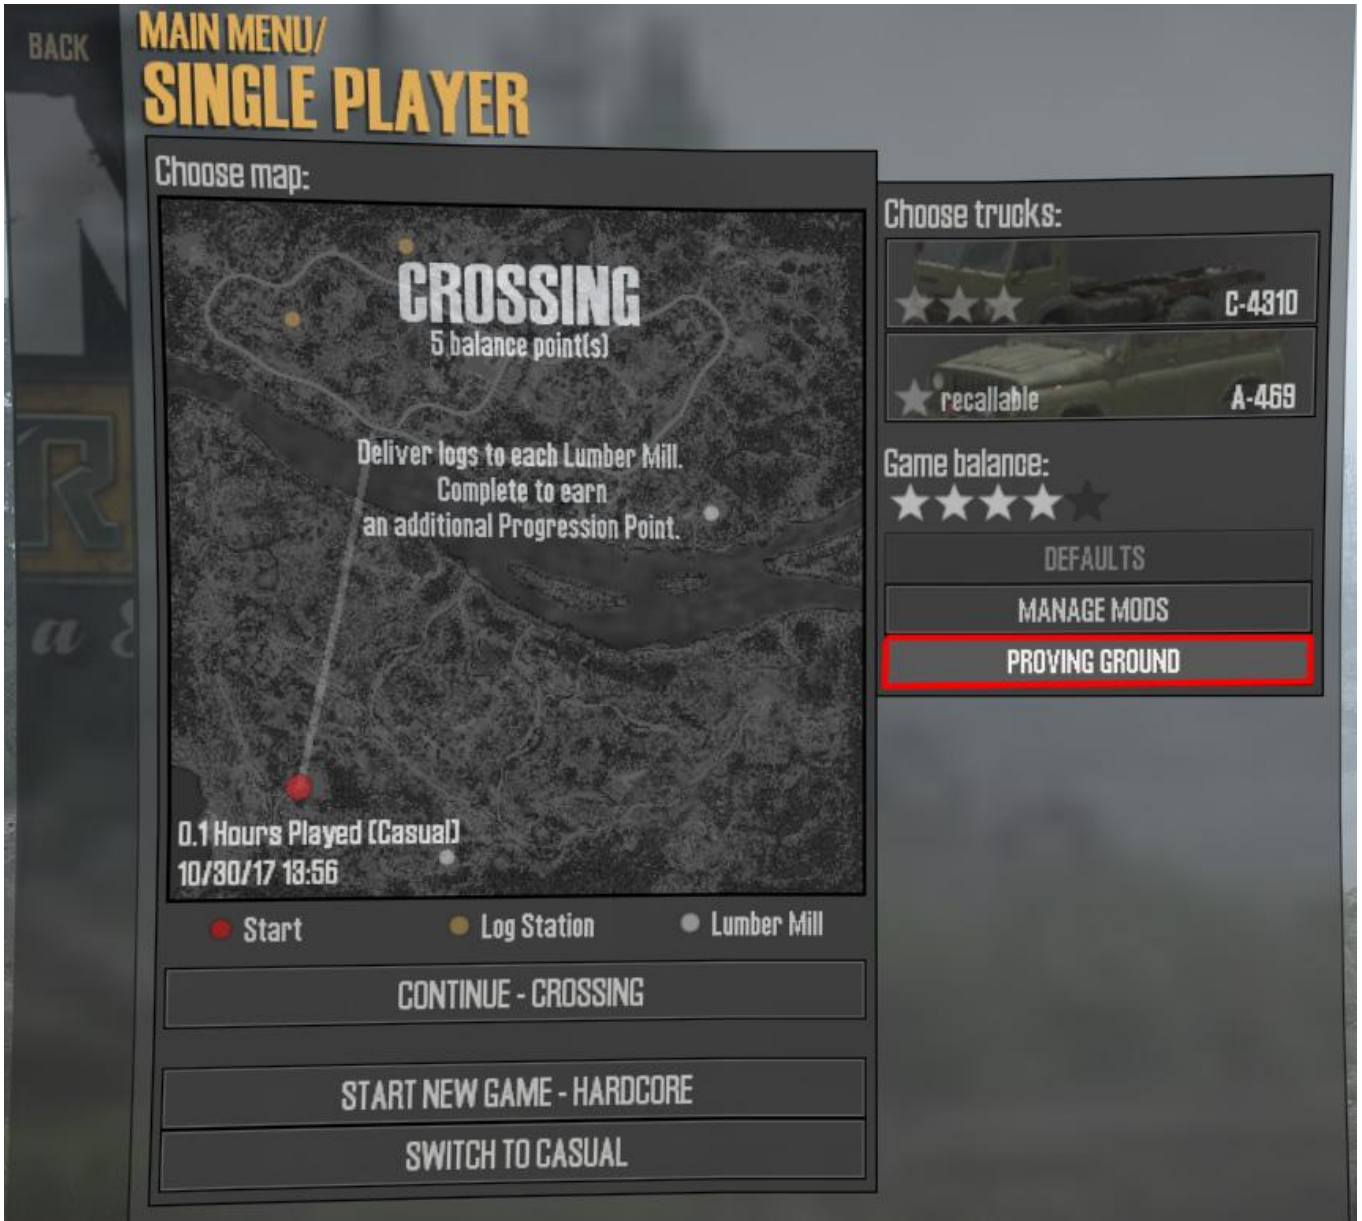 BACK
MAIN MENU/
SINGLE PLAYER
Choose map:
CROSSING
5 balance point(s)
Deliver logs to each Lumber Mill.
Complete to earn
an additional Progression Point.
0.1 Hours Played (Casual)
10/30/17 13:56
Start
Log Station
Lumber Mill
CONTINUE - CROSSING
START NEW GAME - HARDCORE
SWITCH TO CASUAL
Choose trucks:
C-4310
recallable
A-469
Game balance:
DEFAULTS
MANAGE MODS
PROVING GROUND